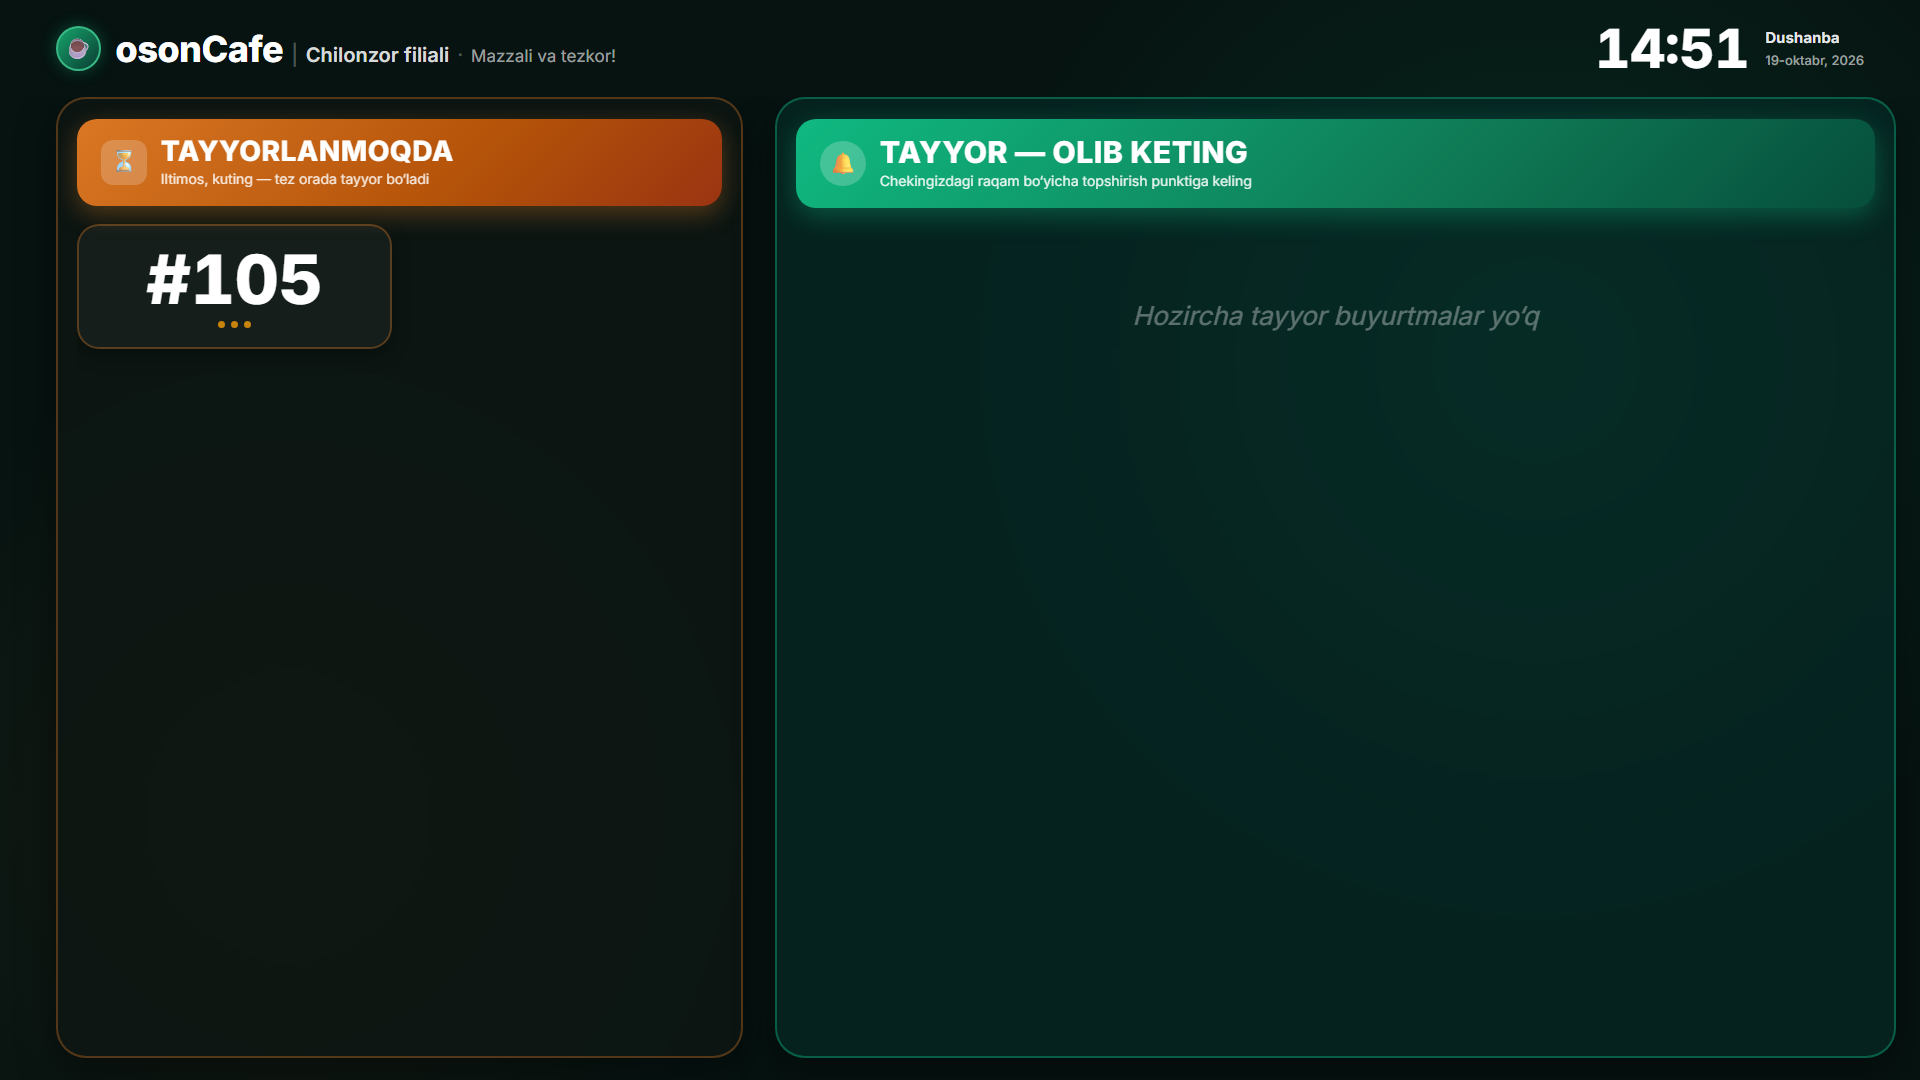 osonCafe | Chilonzor filiali · Mazzali va tezkor!
14:51
Dushanba
19-oktabr, 2026
TAYYORLANMOQDA
Iltimos, kuting — tez orada tayyor bo‘ladi
#105
TAYYOR — OLIB KETING
Chekingizdagi raqam bo‘yicha topshirish punktiga keling
Hozircha tayyor buyurtmalar yo‘q